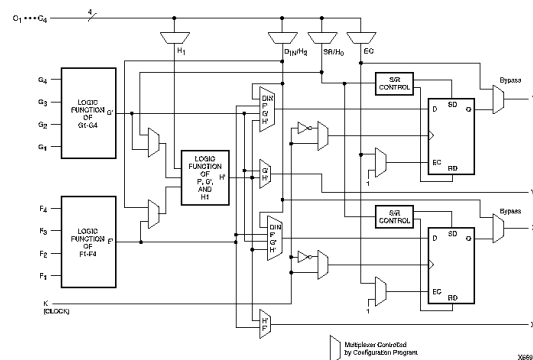 C1 • • • C4
4
H1
DIN/H2
SR/H0
EC
G4
G3
G2
G1
LOGIC
FUNCTION
OF
G1-G4
G'
LOGIC
FUNCTION
OF
F', G',
AND
H1
H'
DIN
F'
G'
H'
S/R
CONTROL
D
SD
Q
EC
RD
1
Bypass
G'
H'
Y
F4
F3
F2
F1
LOGIC
FUNCTION
OF
F1-F4
F'
DIN
F'
G'
H'
S/R
CONTROL
D
SD
Q
EC
RD
1
Bypass
K
(CLOCK)
H'
F'
Multiplexer Controlled
by Configuration Program